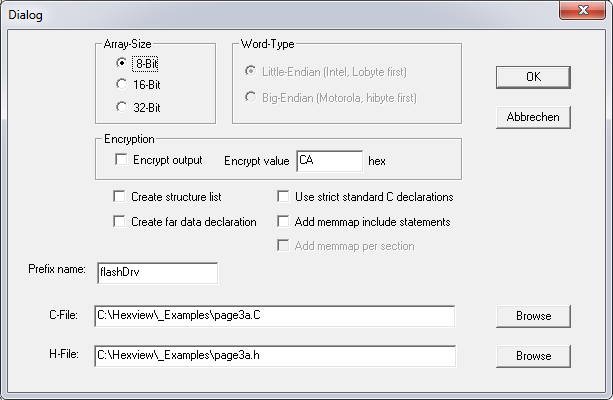 Dialog
Array-Size
8-Bit
16-Bit
32-Bit
Word-Type
Little-Endian (Intel, Lobyte first)
Big-Endian (Motorola, hibyte first)
OK
Abbrechen
Encryption
Encrypt output Encrypt value CA hex
Create structure list Use strict standard C declarations
Create far data declaration Add memmap include statements
Add memmap per section
Prefix name: flashDrv
C-File: C:\Hexview\_Examples\page3a.C Browse
H-File: C:\Hexview\_Examples\page3a.h Browse